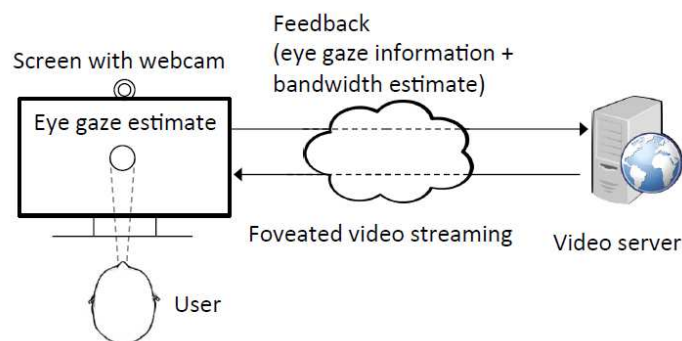 Feedback
(eye gaze information +
bandwidth estimate)
Screen with webcam
Eye gaze estimate
Foveated video streaming
Video server
User